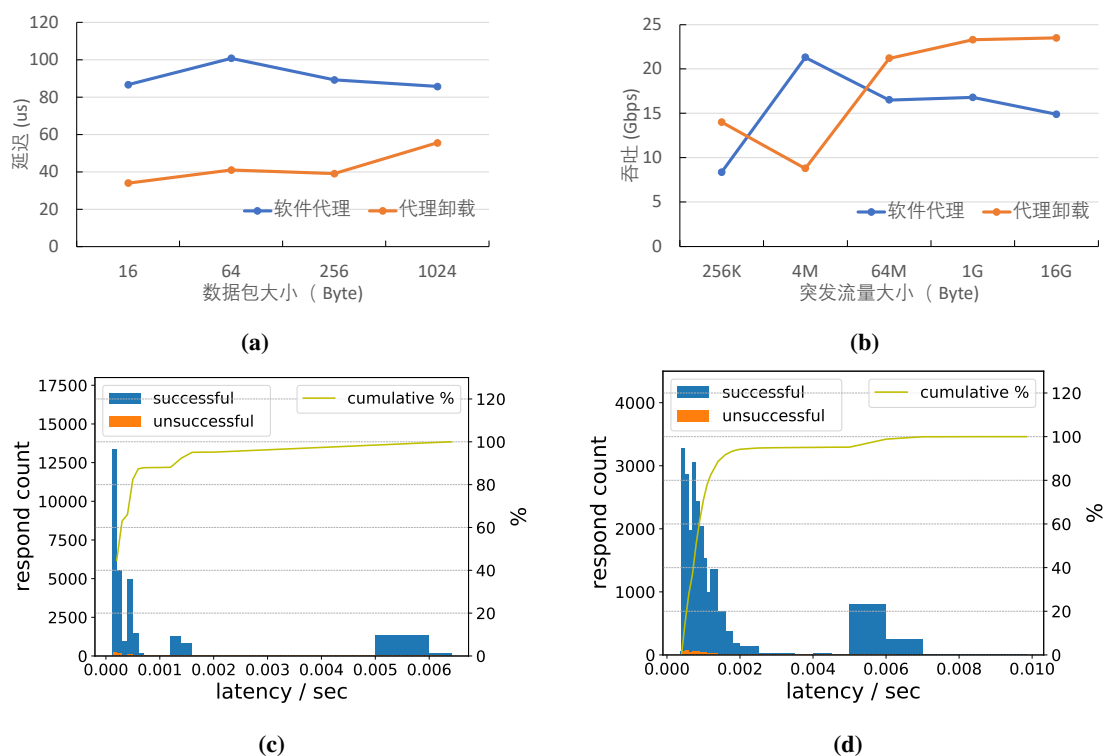 120
100
80
60
40
20
0
延迟 (us)
软件代理
代理卸载
16
64
256
1024
数据包大小（ Byte)
(a)
25
20
15
10
5
0
吞吐 (Gbps)
软件代理
代理卸载
256K
4M
64M
1G
16G
突发流量大小（ Byte)
(b)
17500
15000
12500
10000
7500
5000
2500
0
respond count
successful
unsuccessful
cumulative %
120
100
80
60
40
20
0
%
0.000 0.001 0.002 0.003 0.004 0.005 0.006
latency / sec
(c)
4000
3000
2000
1000
0
respond count
successful
unsuccessful
cumulative %
120
100
80
60
40
20
0
%
0.000 0.002 0.004 0.006 0.008 0.010
latency / sec
(d)